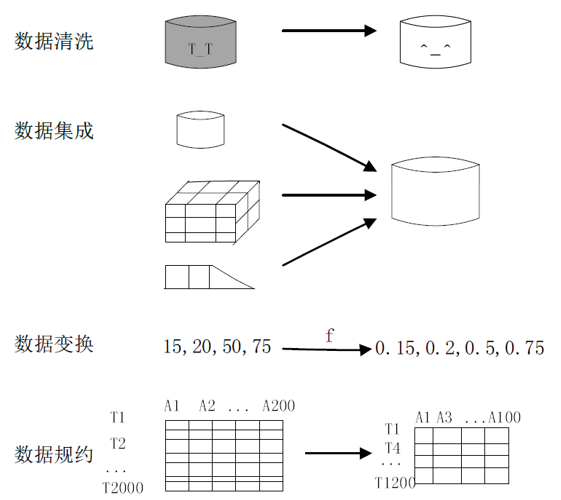 数据清洗
T_T
^_^
数据集成
数据变换
15,20,50,75
f
0.15,0.2,0.5,0.75
数据规约
A1 A2 ... A200
T1
T2
...
T2000
A1 A3 ...A100
T1
T4
...
T1200